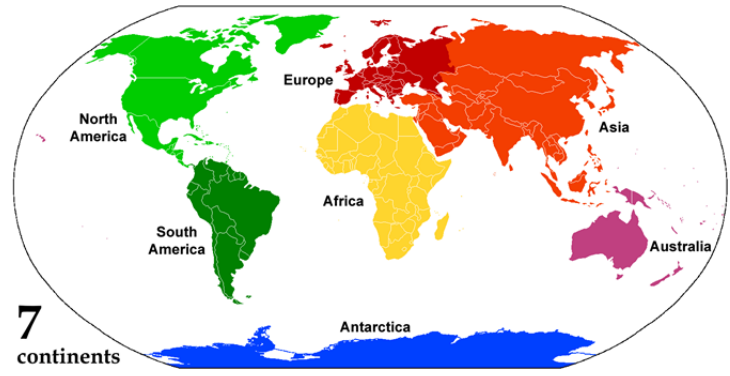 Europe
North
America
Asia
Africa
South
America
Australia
7
continents
Antarctica